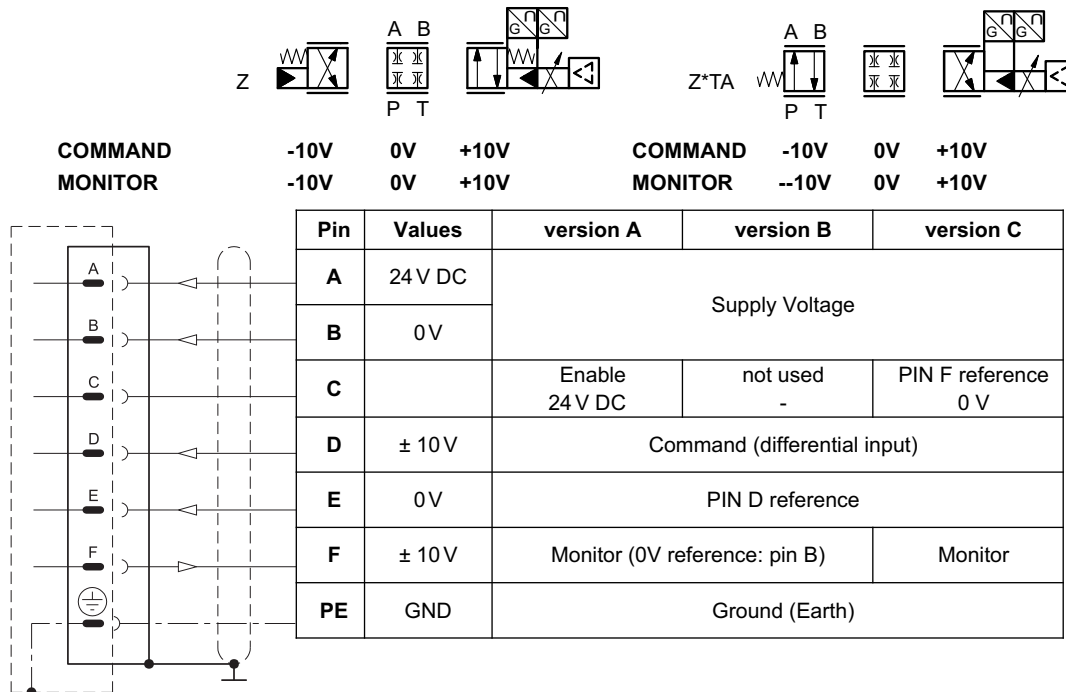 A B
G G
Z
P T
A B
G G
Z*TA
P T
COMMAND -10V 0V +10V
MONITOR -10V 0V +10V
COMMAND -10V 0V +10V
MONITOR --10V 0V +10V
Pin Values version A version B version C
A 24 V DC Supply Voltage
B 0 V
C Enable 24 V DC not used - PIN F reference 0 V
D ± 10 V Command (differential input)
E 0 V PIN D reference
F ± 10 V Monitor (0V reference: pin B) Monitor
PE GND Ground (Earth)
A
B
C
D
E
F